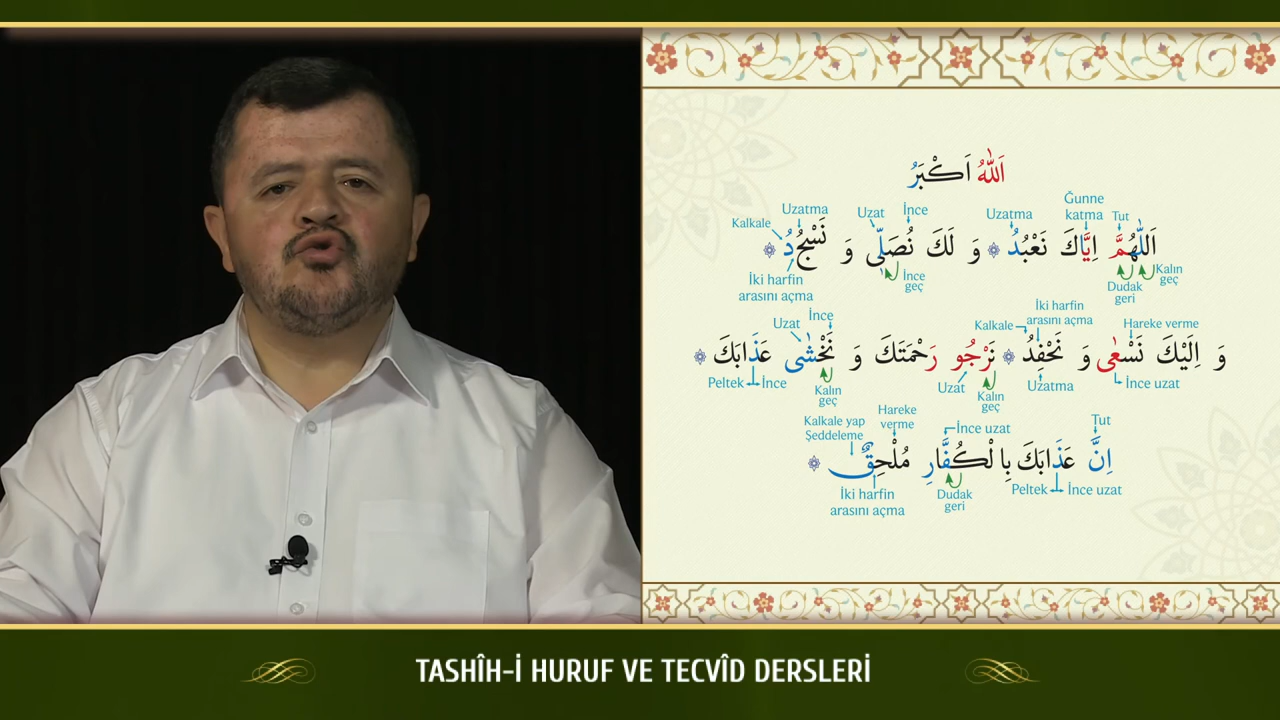 اَللّٰهُ اَكْبَرُ
Uzatma
Uzat
İnce
Uzatma
Ğunne katma
Tut
Kalkale
اَللّٰهُمَّ اِيَّاكَ نَعْبُدُ ۞ وَ لَكَ نُصَلّ۪ى وَ نَسْجُدُ ۞
İki harfin arasını açma
İnce geç
Dudak geri
Kalın geç
Uzat
İnce
Kalkale
İki harfin arasını açma
Hareke verme
وَ اِلَيْكَ نَسْعٰى وَ نَحْفِدُ ۞ نَرْجُو رَحْمَتَكَ وَ نَخْشٰى عَذَابَكَ ۞
Peltek
İnce
Kalın geç
Uzat
Kalın geç
Uzatma
İnce uzat
Kalkale yap Şeddeleme
Hareke verme
İnce uzat
Tut
اِنَّ عَذَابَكَ بِا لْكُفَّارِ مُلْحِقٌ ۞
İki harfin arasını açma
Dudak geri
Peltek
İnce uzat
TASHÎH-İ HURUF VE TECVÎD DERSLERİ